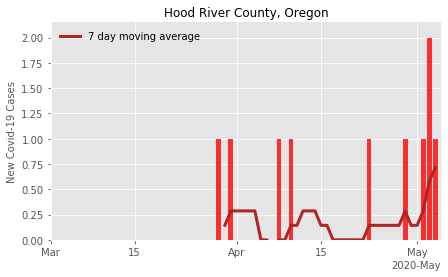 Hood River County, Oregon
7 day moving average
New Covid-19 Cases
2.00
1.75
1.50
1.25
1.00
0.75
0.50
0.25
0.00
Mar
15
Apr
15
May
2020-May